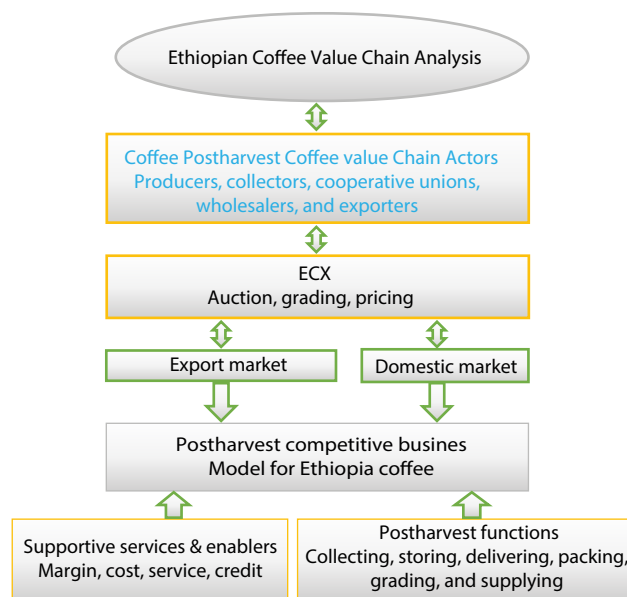 Ethiopian Coffee Value Chain Analysis
Coffee Postharvest Coffee value Chain Actors
Producers, collectors, cooperative unions,
wholesalers, and exporters
ECX
Auction, grading, pricing
Export market
Domestic market
Postharvest competitive busines
Model for Ethiopia coffee
Supportive services & enablers
Margin, cost, service, credit
Postharvest functions
Collecting, storing, delivering, packing,
grading, and supplying